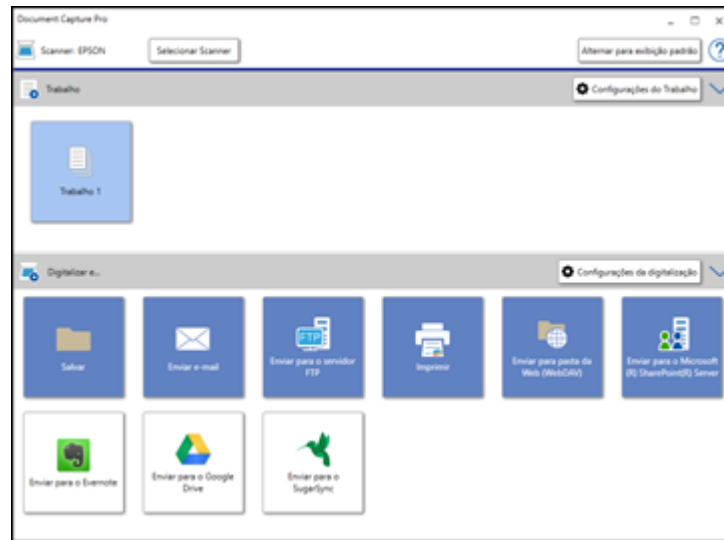 Document Capture Pro
Scanner: EPSON
Selecionar Scanner
Alternar para exibição padrão
?
Trabalho
Configurações do Trabalho
Trabalho 1
Digitalizar e...
Configurações da digitalização
Salvar
Enviar e-mail
FTP
Enviar para o servidor
FTP
Imprimir
Enviar para pasta da
Web (WebDAV)
Enviar para o Microsoft
(R) SharePoint(R) Server
Enviar para o Evernote
Enviar para o Google
Drive
Enviar para o
SugarSync